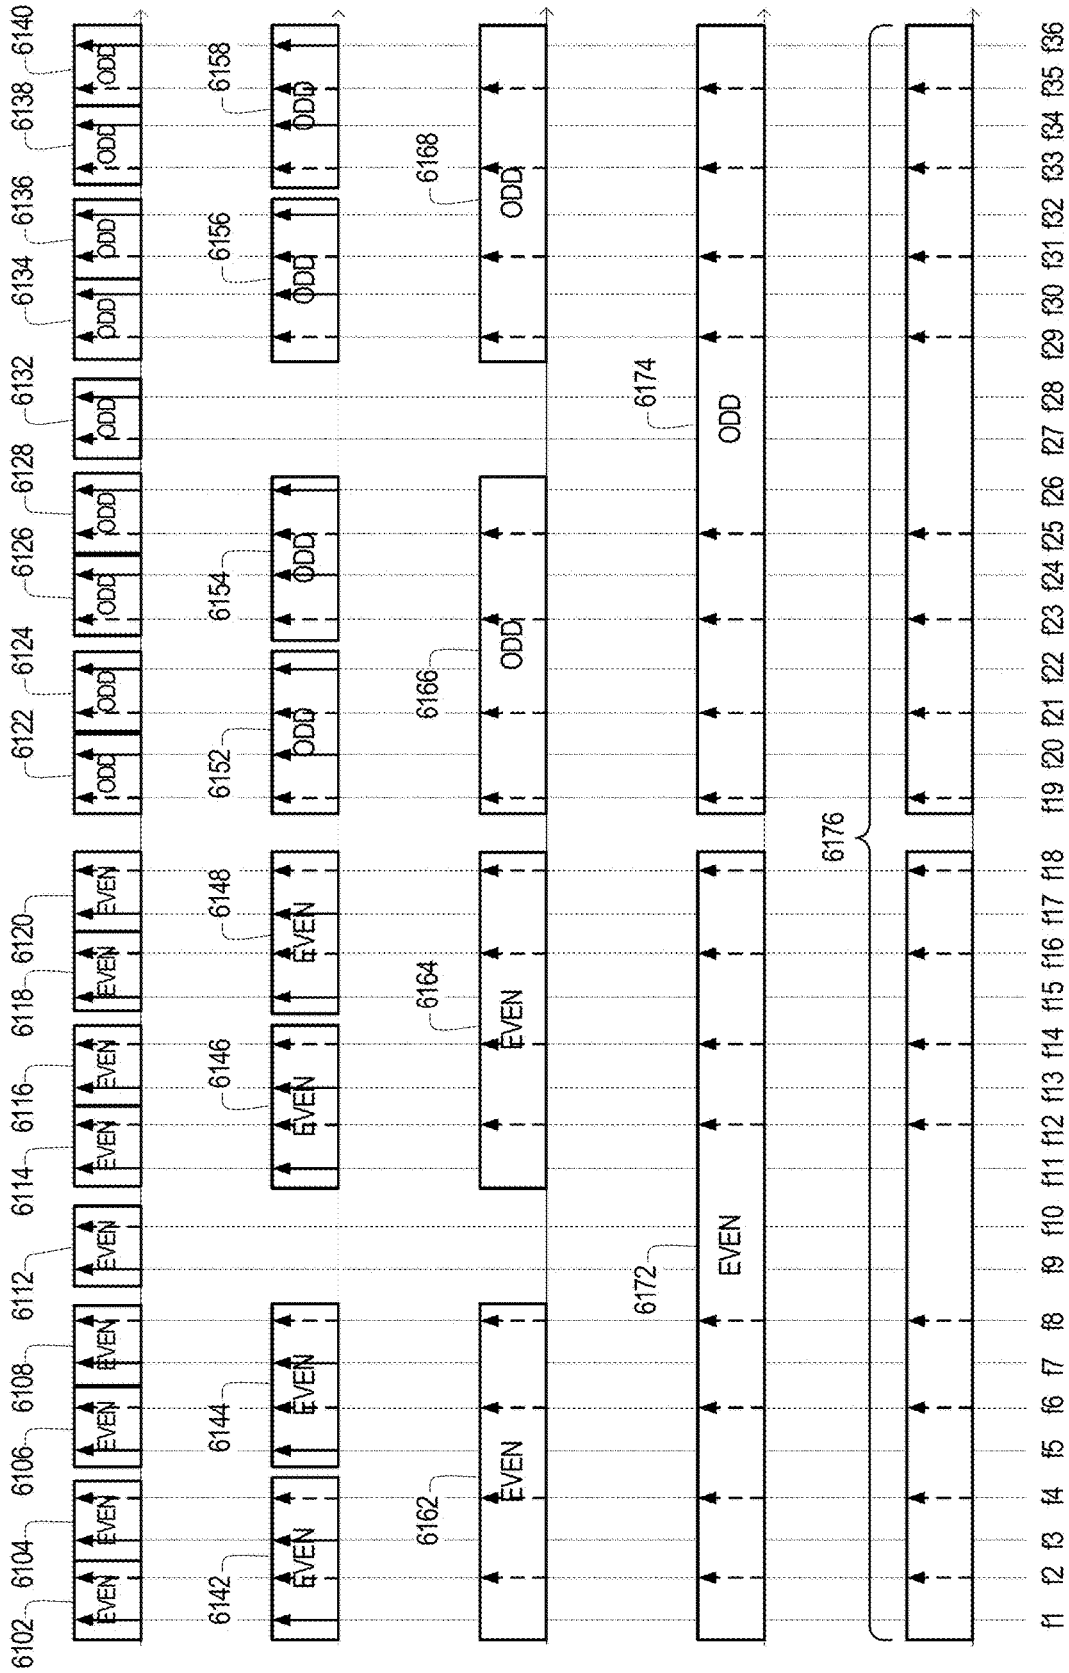 6102 6104 6106 6108 6112 6114 6116 6118 6120 6122 6124 6126 6128 6132 6134 6136 6138 6140
EVEN EVEN EVEN EVEN EVEN EVEN EVEN EVEN EVEN ODD ODD ODD ODD ODD ODD ODD ODD ODD
6142 6144 6146 6148 6152 6154 6156 6158
EVEN EVEN EVEN EVEN ODD ODD ODD ODD
6162 6164 6166 6168
EVEN EVEN ODD ODD
6172 6174
EVEN ODD
6176
f1 f2 f3 f4 f5 f6 f7 f8 f9 f10 f11 f12 f13 f14 f15 f16 f17 f18 f19 f20 f21 f22 f23 f24 f25 f26 f27 f28 f29 f30 f31 f32 f33 f34 f35 f36